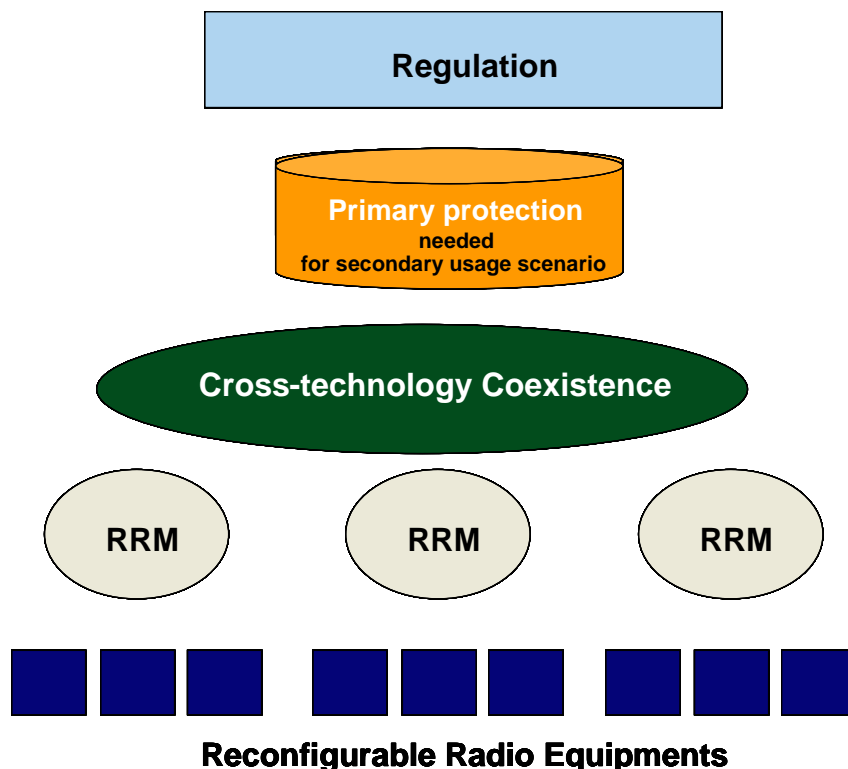 Regulation
Primary protection
needed
for secondary usage scenario
Cross-technology Coexistence
RRM RRM RRM
Reconfigurable Radio Equipments